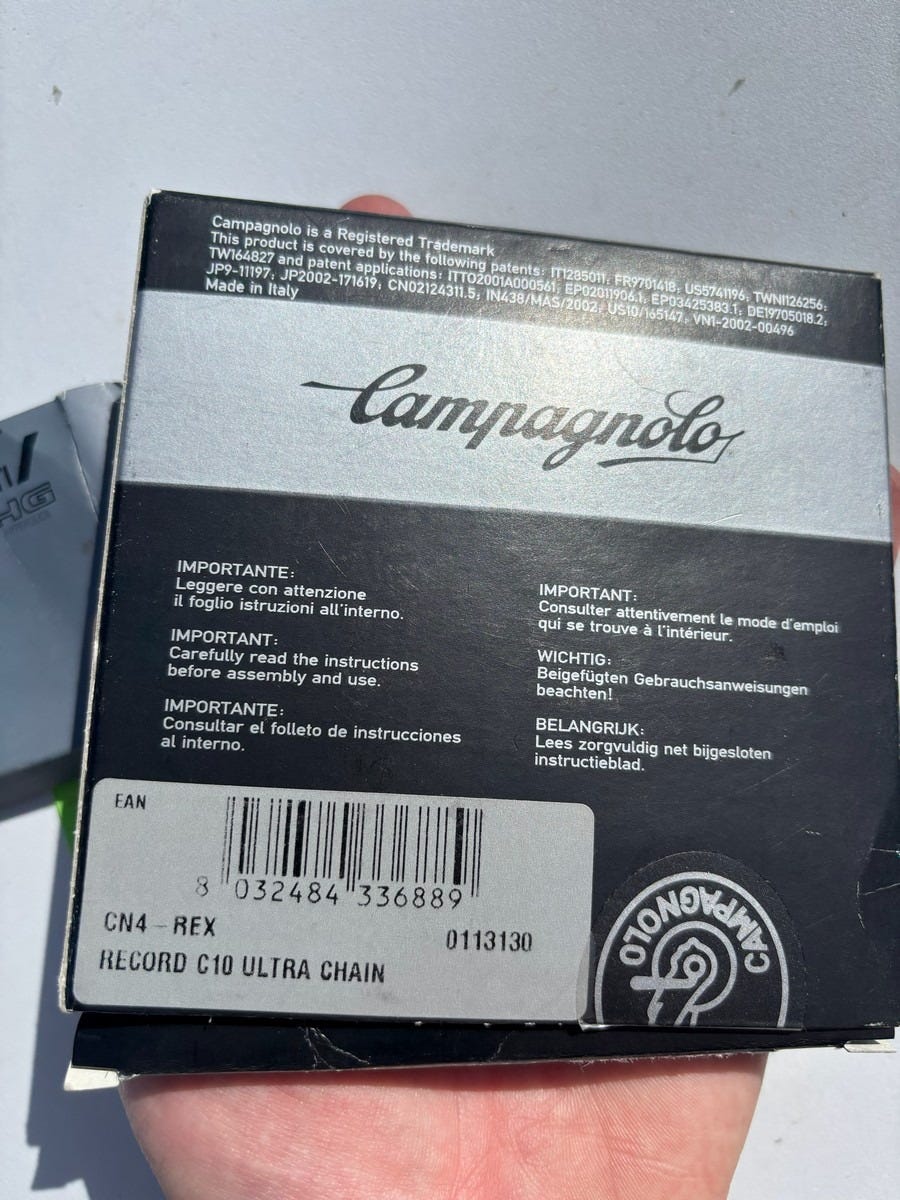 Campagnolo is a Registered Trademark
This product is covered by the following patents: IT1285011; FR9701418; US5741196; TWNI126256;
TW164827 and patent applications: ITTO2001A000561; EP02011906.1; EP03425383.1; DE19705018.2;
JP9-11197; JP2002-171619; CN02124311.5; IN438/MAS/2002; US10/165147; VN1-2002-00496
Made in Italy
Campagnolo
IMPORTANTE:
Leggere con attenzione
il foglio istruzioni all'interno.
IMPORTANT:
Carefully read the instructions
before assembly and use.
IMPORTANTE:
Consultar el folleto de instrucciones
al interno.
IMPORTANT:
Consulter attentivement le mode d'emploi
qui se trouve à l'intérieur.
WICHTIG:
Beigefügten Gebrauchsanweisungen
beachten!
BELANGRIJK:
Lees zorgvuldig net bijgesloten
instructieblad.
EAN
8 032484 336889
CN4-REX
0113130
RECORD C10 ULTRA CHAIN
CAMPAGNOLO
HG